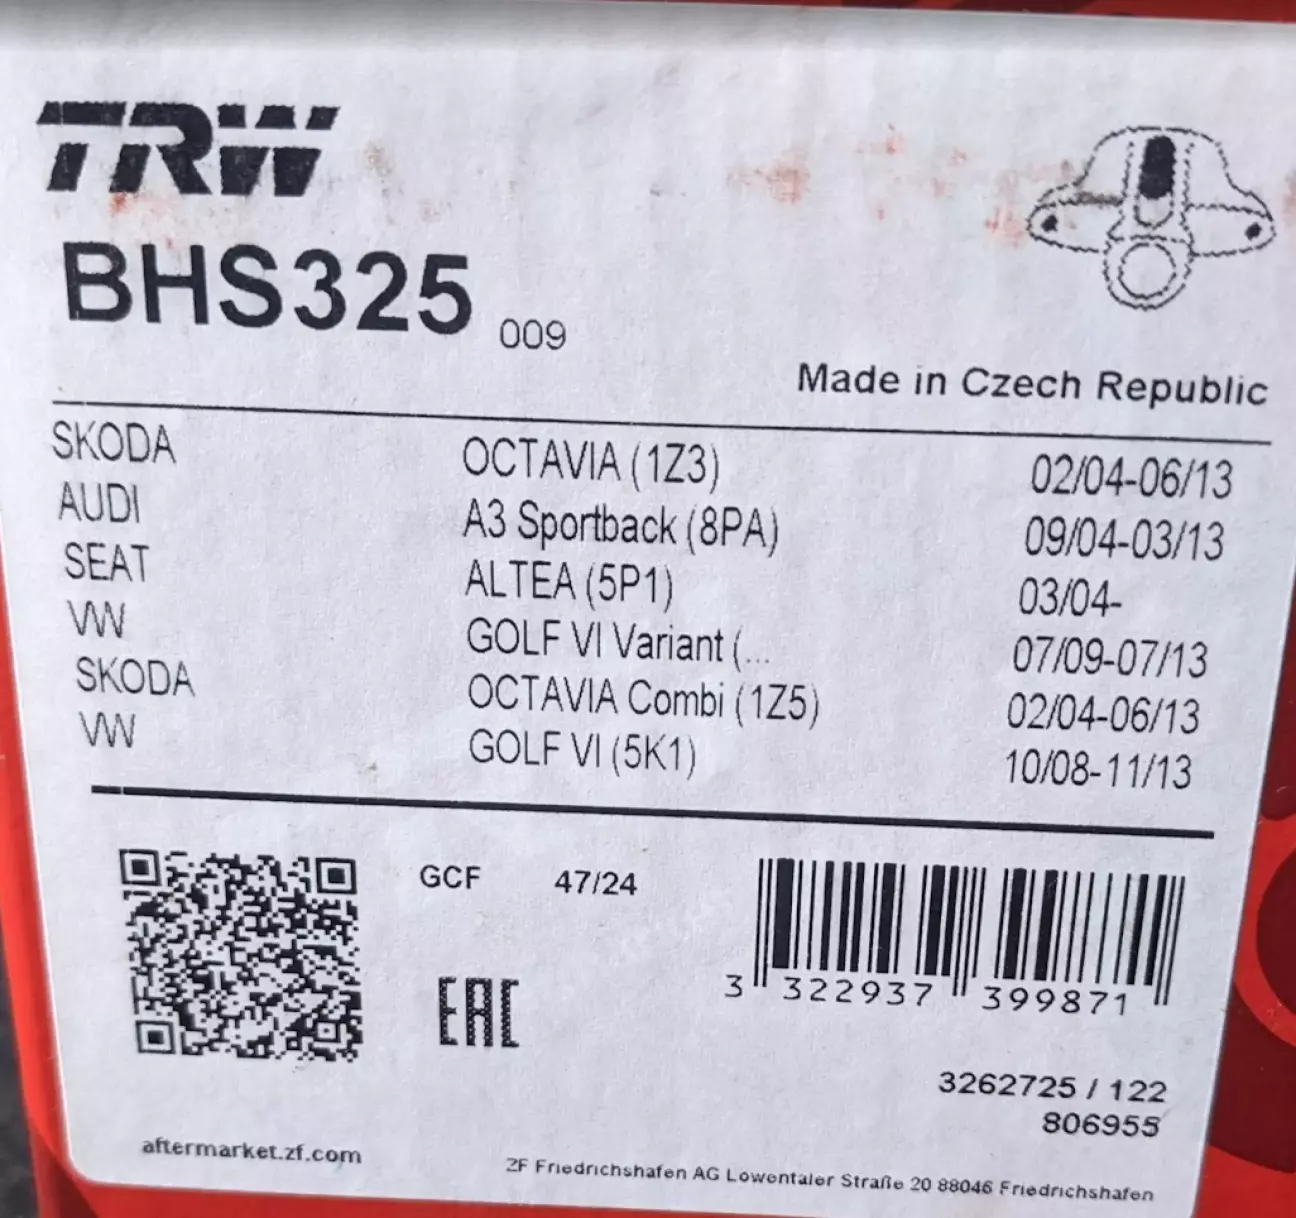 TRW
BHS325 009
Made in Czech Republic
SKODA OCTAVIA (1Z3) 02/04-06/13
AUDI A3 Sportback (8PA) 09/04-03/13
SEAT ALTEA (5P1) 03/04-
VW GOLF VI Variant (... 07/09-07/13
SKODA OCTAVIA Combi (1Z5) 02/04-06/13
VW GOLF VI (5K1) 10/08-11/13
GCF 47/24
EAC
3 322937 399871
3262725 / 122
806955
aftermarket.zf.com
ZF Friedrichshafen AG Lowentaler Straße 20 88046 Friedrichshafen